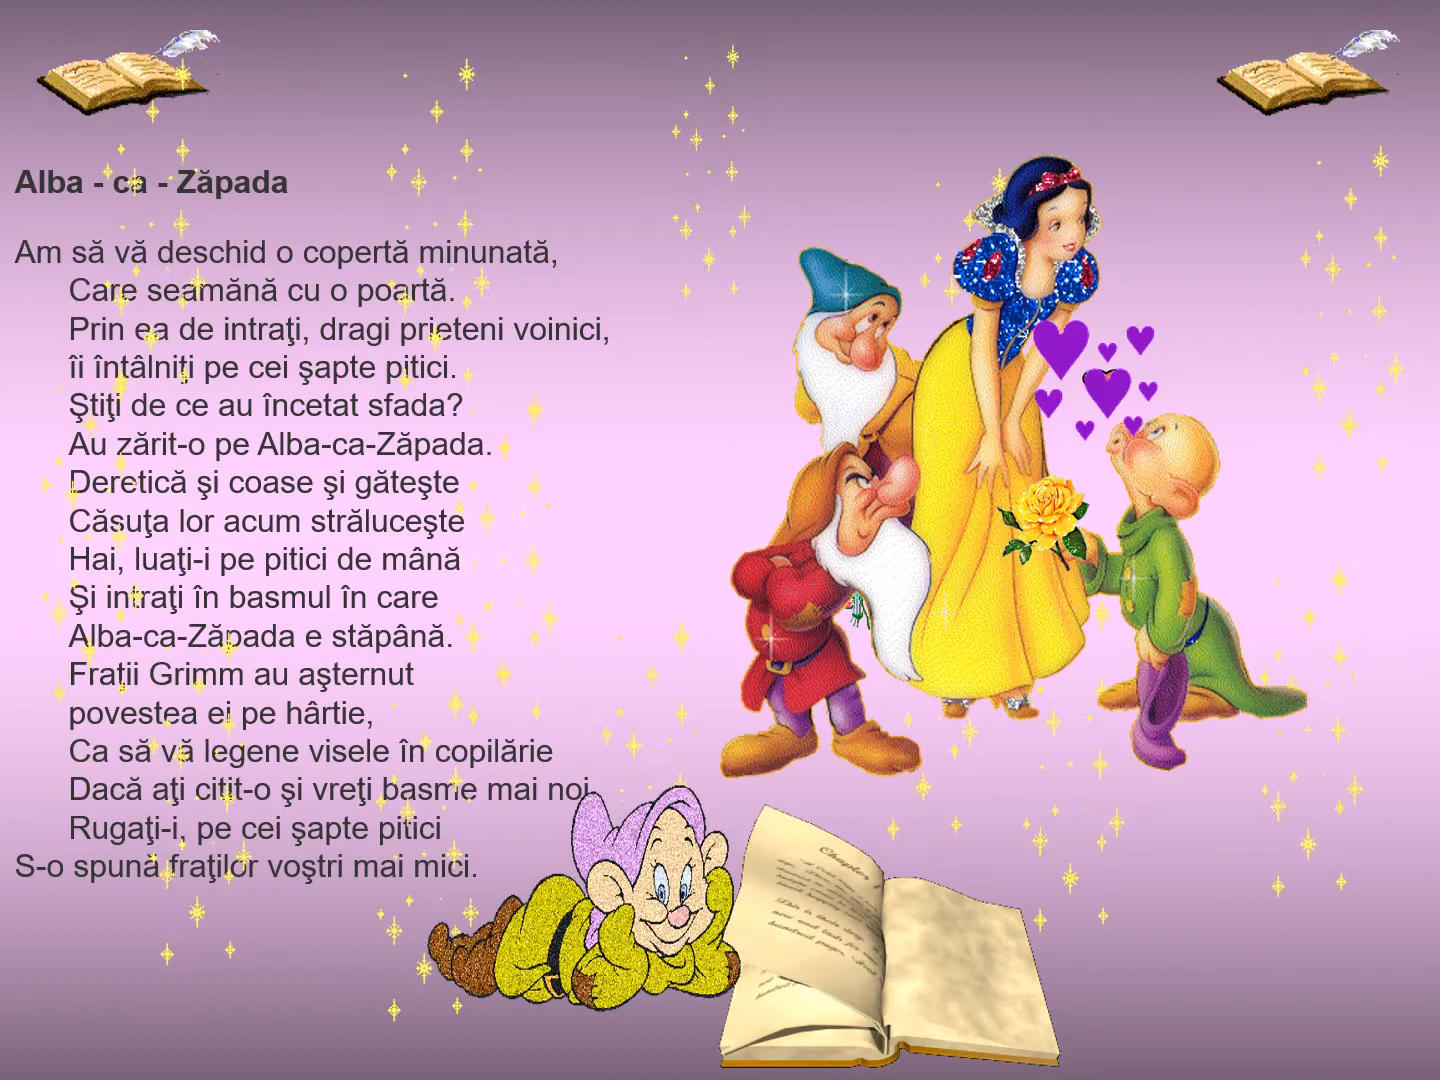 Alba - ca - Zăpada
Am să vă deschid o copertă minunată,
Care seamănă cu o poartă.
Prin ea de intraţi, dragi prieteni voinici,
îi întâlniţi pe cei şapte pitici.
Ştiţi de ce au încetat sfada?
Au zărit-o pe Alba-ca-Zăpada.
Deretică şi coase şi găteşte
Căsuţa lor acum străluceşte
Hai, luaţi-i pe pitici de mână
Şi intraţi în basmul în care
Alba-ca-Zăpada e stăpână.
Fraţii Grimm au aşternut
povestea ei pe hârtie,
Ca să vă legene visele în copilărie
Dacă aţi citit-o şi vreţi basme mai noi
Rugaţi-i, pe cei şapte pitici
S-o spună fraţilor voştri mai mici.
Chapter 1